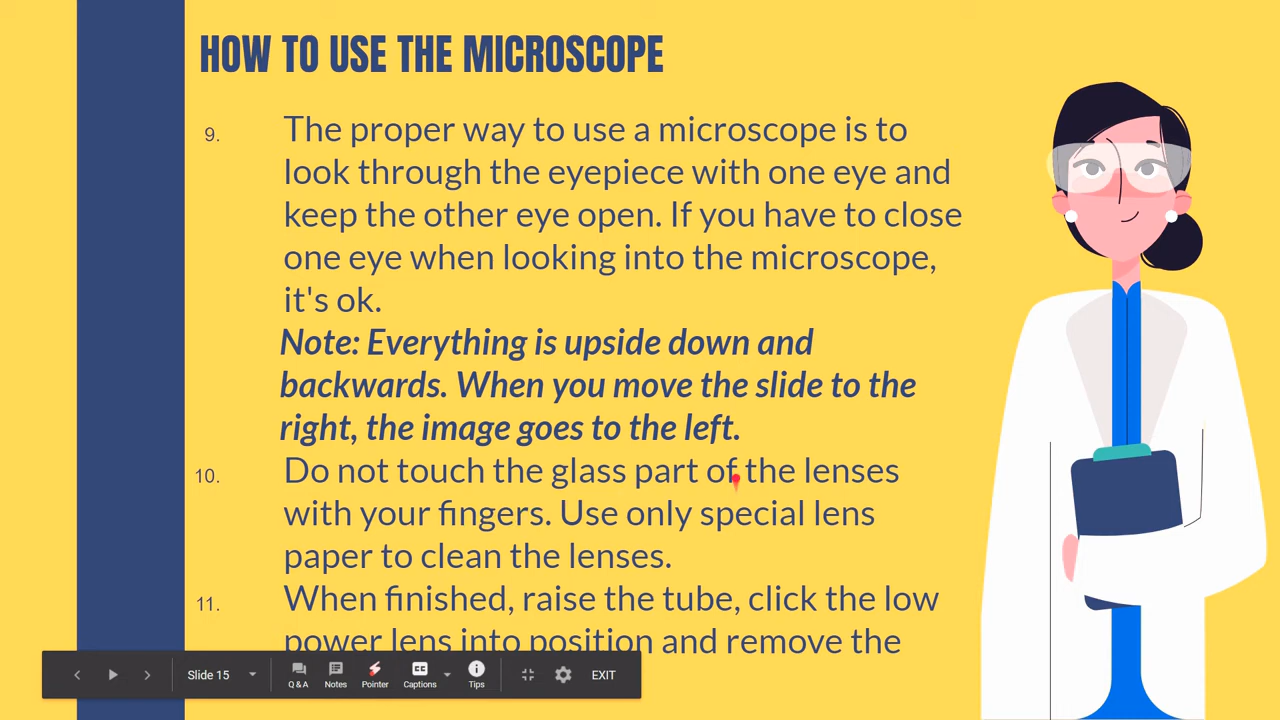 HOW TO USE THE MICROSCOPE
9. The proper way to use a microscope is to
look through the eyepiece with one eye and
keep the other eye open. If you have to close
one eye when looking into the microscope,
it's ok.
Note: Everything is upside down and
backwards. When you move the slide to the
right, the image goes to the left.
10. Do not touch the glass part of the lenses
with your fingers. Use only special lens
paper to clean the lenses.
11. When finished, raise the tube, click the low
power lens into position and remove the
Slide 15
Q & A
Notes
Pointer
CC
Captions
Tips
EXIT